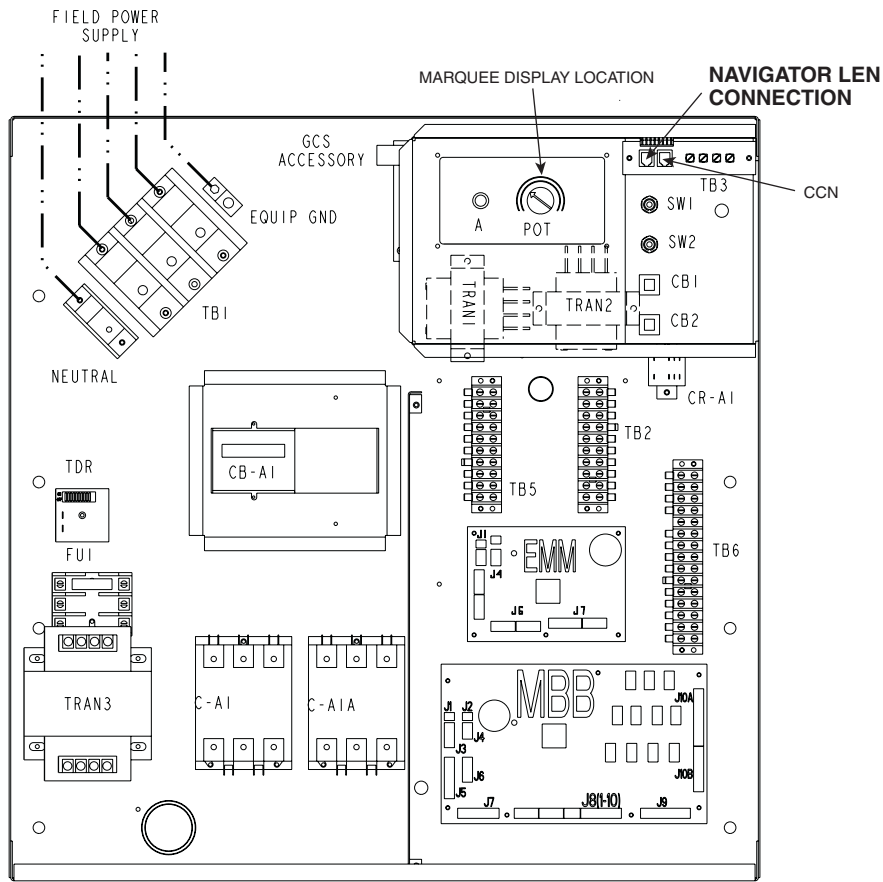 FIELD POWER
SUPPLY
MARQUEE DISPLAY LOCATION
NAVIGATOR LEN
CONNECTION
GCS
ACCESSORY
TB3
CCN
EQUIP GND
A
POT
SW1
SW2
TB1
TRAN1
TRAN2
CB1
CB2
NEUTRAL
CR-A1
TB2
CB-A1
TDR
TB5
TB6
FU1
J1
J4
EMM
J6
J7
TRAN3
C-A1
C-A1A
MBB
J1
J2
J4
J3
J6
J5
J10A
J10B
J7
J8(1-10)
J9